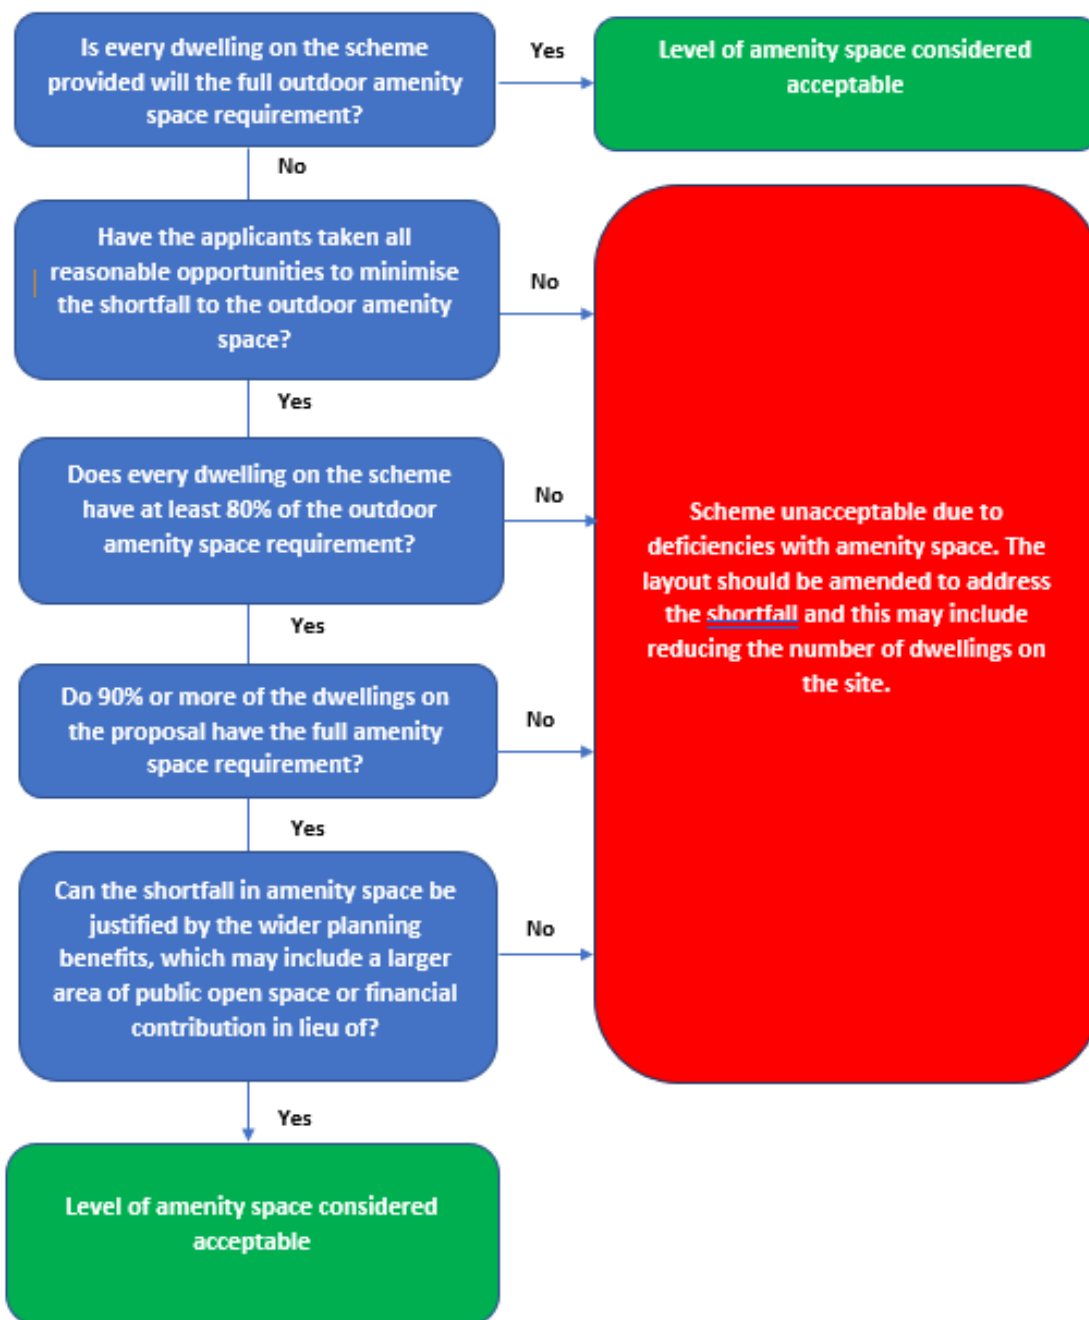 Is every dwelling on the scheme
provided will the full outdoor amenity
space requirement?
Yes
Level of amenity space considered
acceptable
No
Have the applicants taken all
reasonable opportunities to minimise
the shortfall to the outdoor amenity
space?
No
Yes
Does every dwelling on the scheme
have at least 80% of the outdoor
amenity space requirement?
No
Scheme unacceptable due to
deficiencies with amenity space. The
layout should be amended to address
the shortfall and this may include
reducing the number of dwellings on
the site.
Yes
Do 90% or more of the dwellings on
the proposal have the full amenity
space requirement?
No
Yes
Can the shortfall in amenity space be
justified by the wider planning
benefits, which may include a larger
area of public open space or financial
contribution in lieu of?
No
Yes
Level of amenity space considered
acceptable